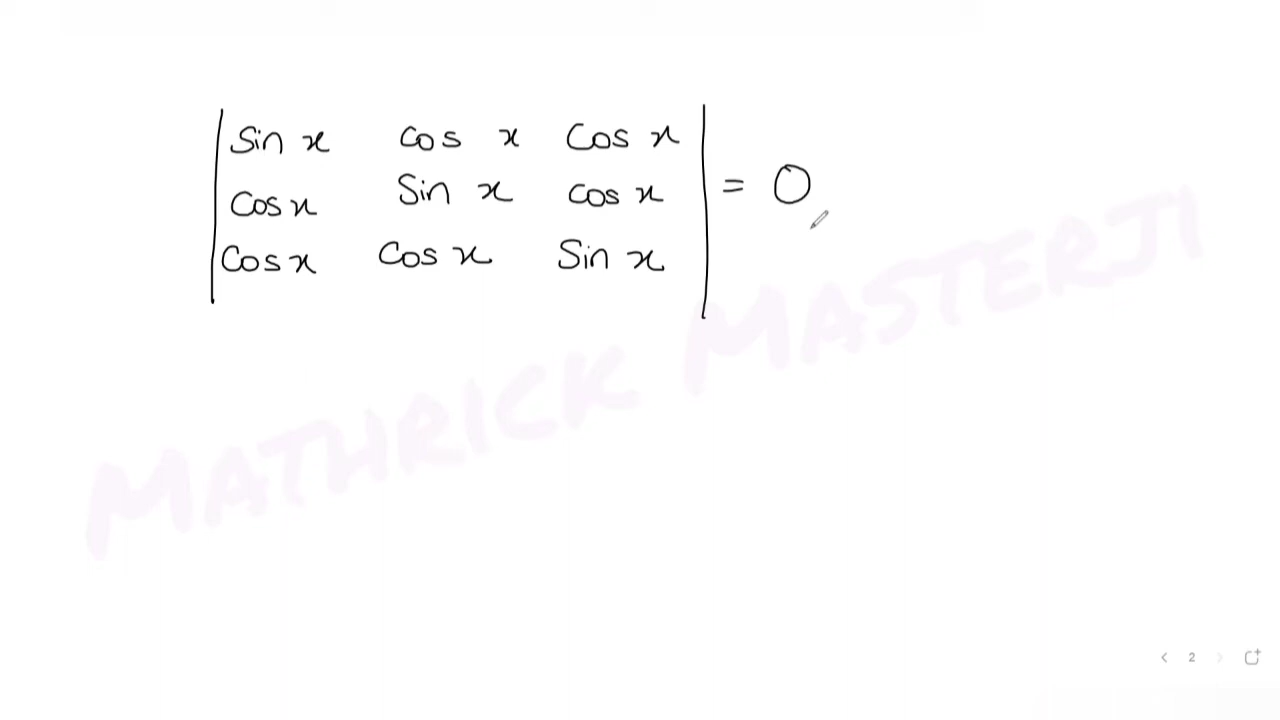 Sin x Cos x Cos x
Cos x Sin x Cos x = 0
Cos x Cos x Sin x
MATHRICK MASTERJI
2